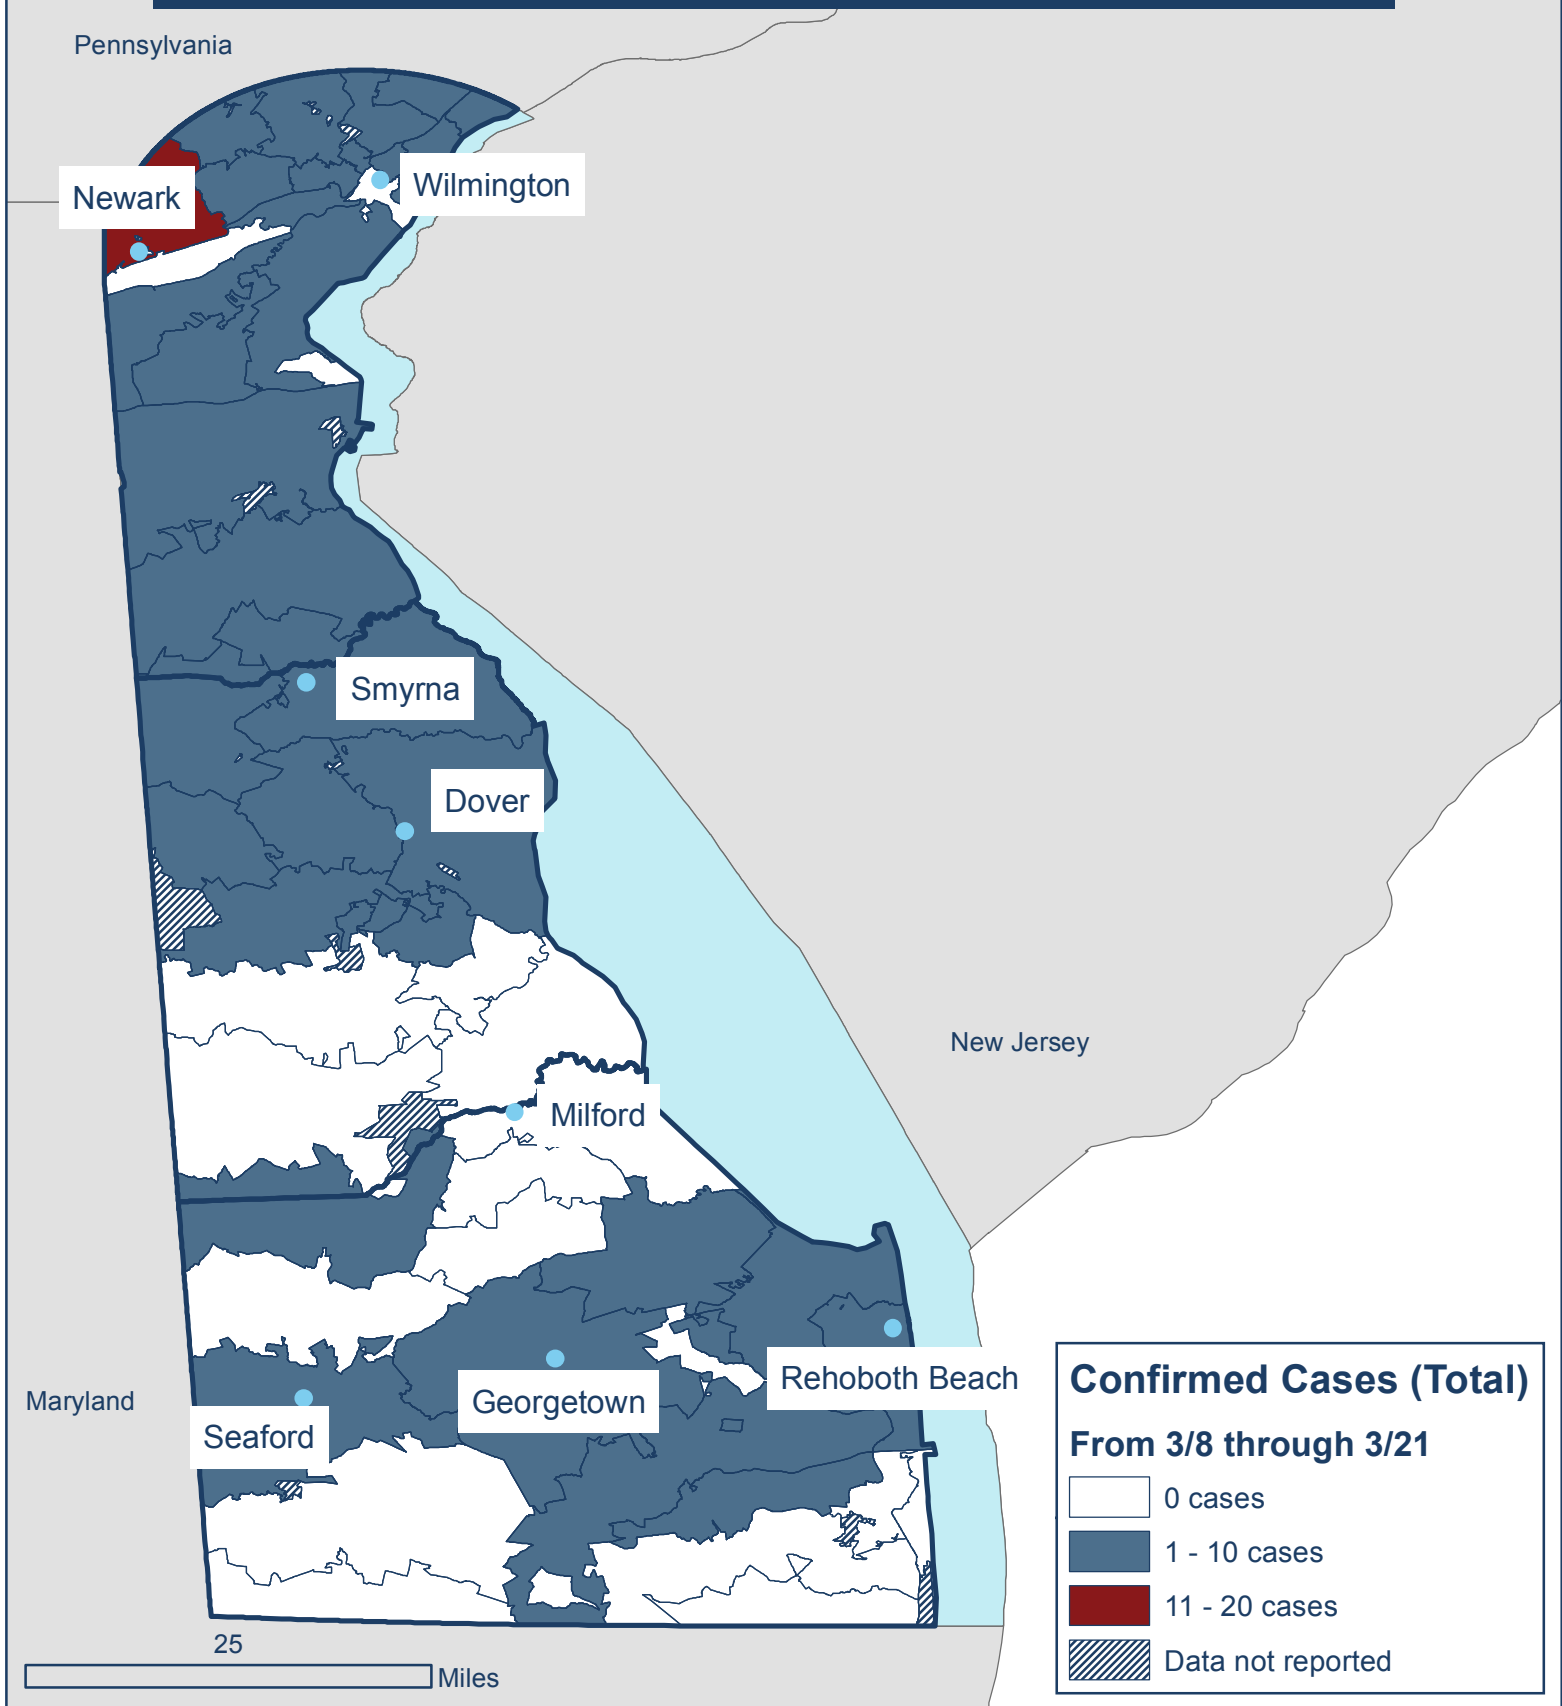 Pennsylvania
Newark
Wilmington
Smyrna
Dover
New Jersey
Milford
Rehoboth Beach
Maryland
Georgetown
Seaford
Confirmed Cases (Total)
From 3/8 through 3/21
0 cases
1 - 10 cases
11 - 20 cases
Data not reported
25
Miles